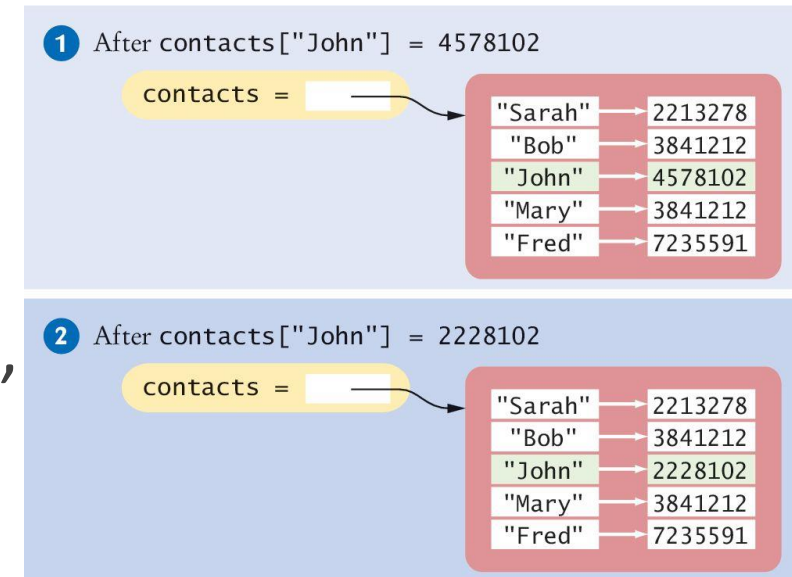 1 After contacts["John"] = 4578102
contacts =
"Sarah" 2213278
"Bob" 3841212
"John" 4578102
"Mary" 3841212
"Fred" 7235591
,
2 After contacts["John"] = 2228102
contacts =
"Sarah" 2213278
"Bob" 3841212
"John" 2228102
"Mary" 3841212
"Fred" 7235591